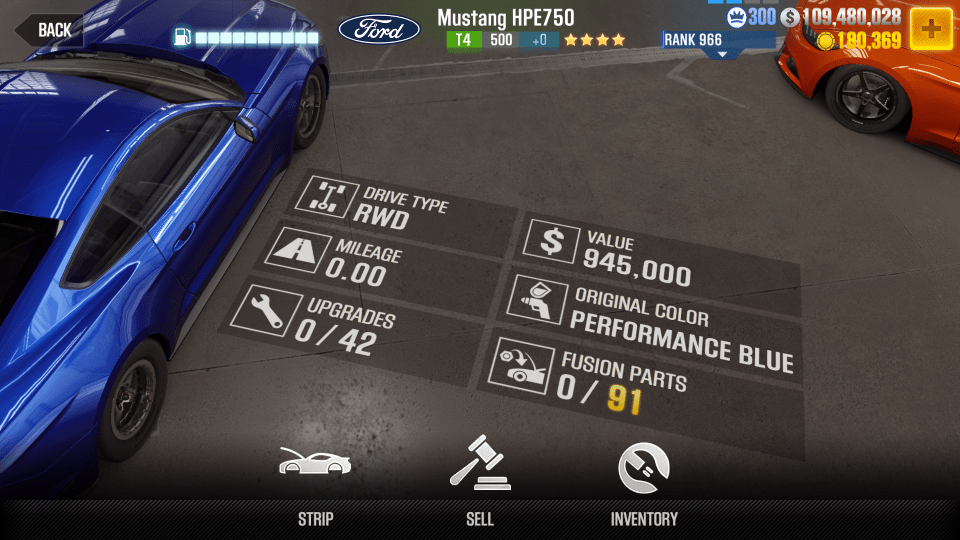 BACK
Ford
Mustang HPE750
T4 500 +0
RANK 966
300 $ 109,480,028
180,369
DRIVE TYPE
RWD
MILEAGE
0.00
UPGRADES
0 / 42
$ VALUE
945,000
ORIGINAL COLOR
PERFORMANCE BLUE
FUSION PARTS
0 / 91
STRIP
SELL
INVENTORY